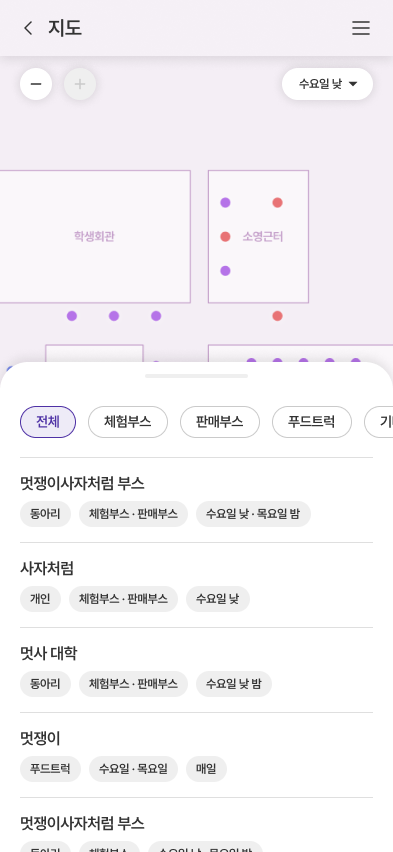 지도
수요일 낮
학생회관
소영근터
전체 체험부스 판매부스 푸드트럭
멋쟁이사자처럼 부스
동아리 체험부스 · 판매부스 수요일 낮 · 목요일 밤
사자처럼
개인 체험부스 · 판매부스 수요일 낮
멋사 대학
동아리 체험부스 · 판매부스 수요일 낮 밤
멋쟁이
푸드트럭 수요일 · 목요일 매일
멋쟁이사자처럼 부스